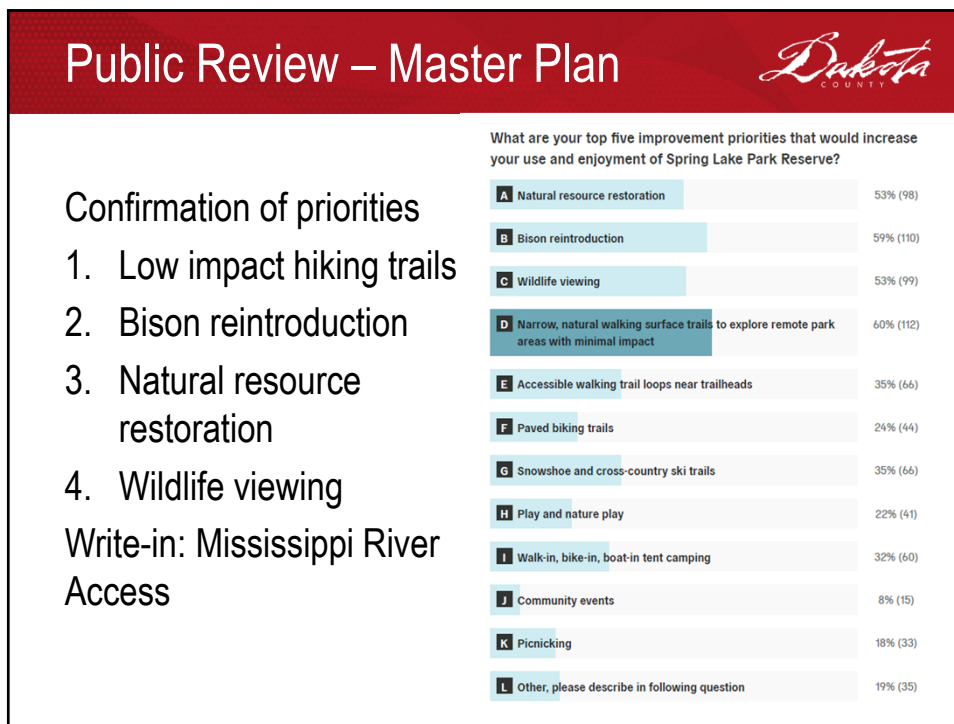 Public Review – Master Plan
Dakota
COUNTY
Confirmation of priorities
1. Low impact hiking trails
2. Bison reintroduction
3. Natural resource
restoration
4. Wildlife viewing
Write-in: Mississippi River
Access
What are your top five improvement priorities that would increase
your use and enjoyment of Spring Lake Park Reserve?
A Natural resource restoration 53% (98)
B Bison reintroduction 59% (110)
C Wildlife viewing 53% (99)
D Narrow, natural walking surface trails to explore remote park 60% (112)
areas with minimal impact
E Accessible walking trail loops near trailheads 35% (66)
F Paved biking trails 24% (44)
G Snowshoe and cross-country ski trails 35% (66)
H Play and nature play 22% (41)
I Walk-in, bike-in, boat-in tent camping 32% (60)
J Community events 8% (15)
K Picnicking 18% (33)
L Other, please describe in following question 19% (35)